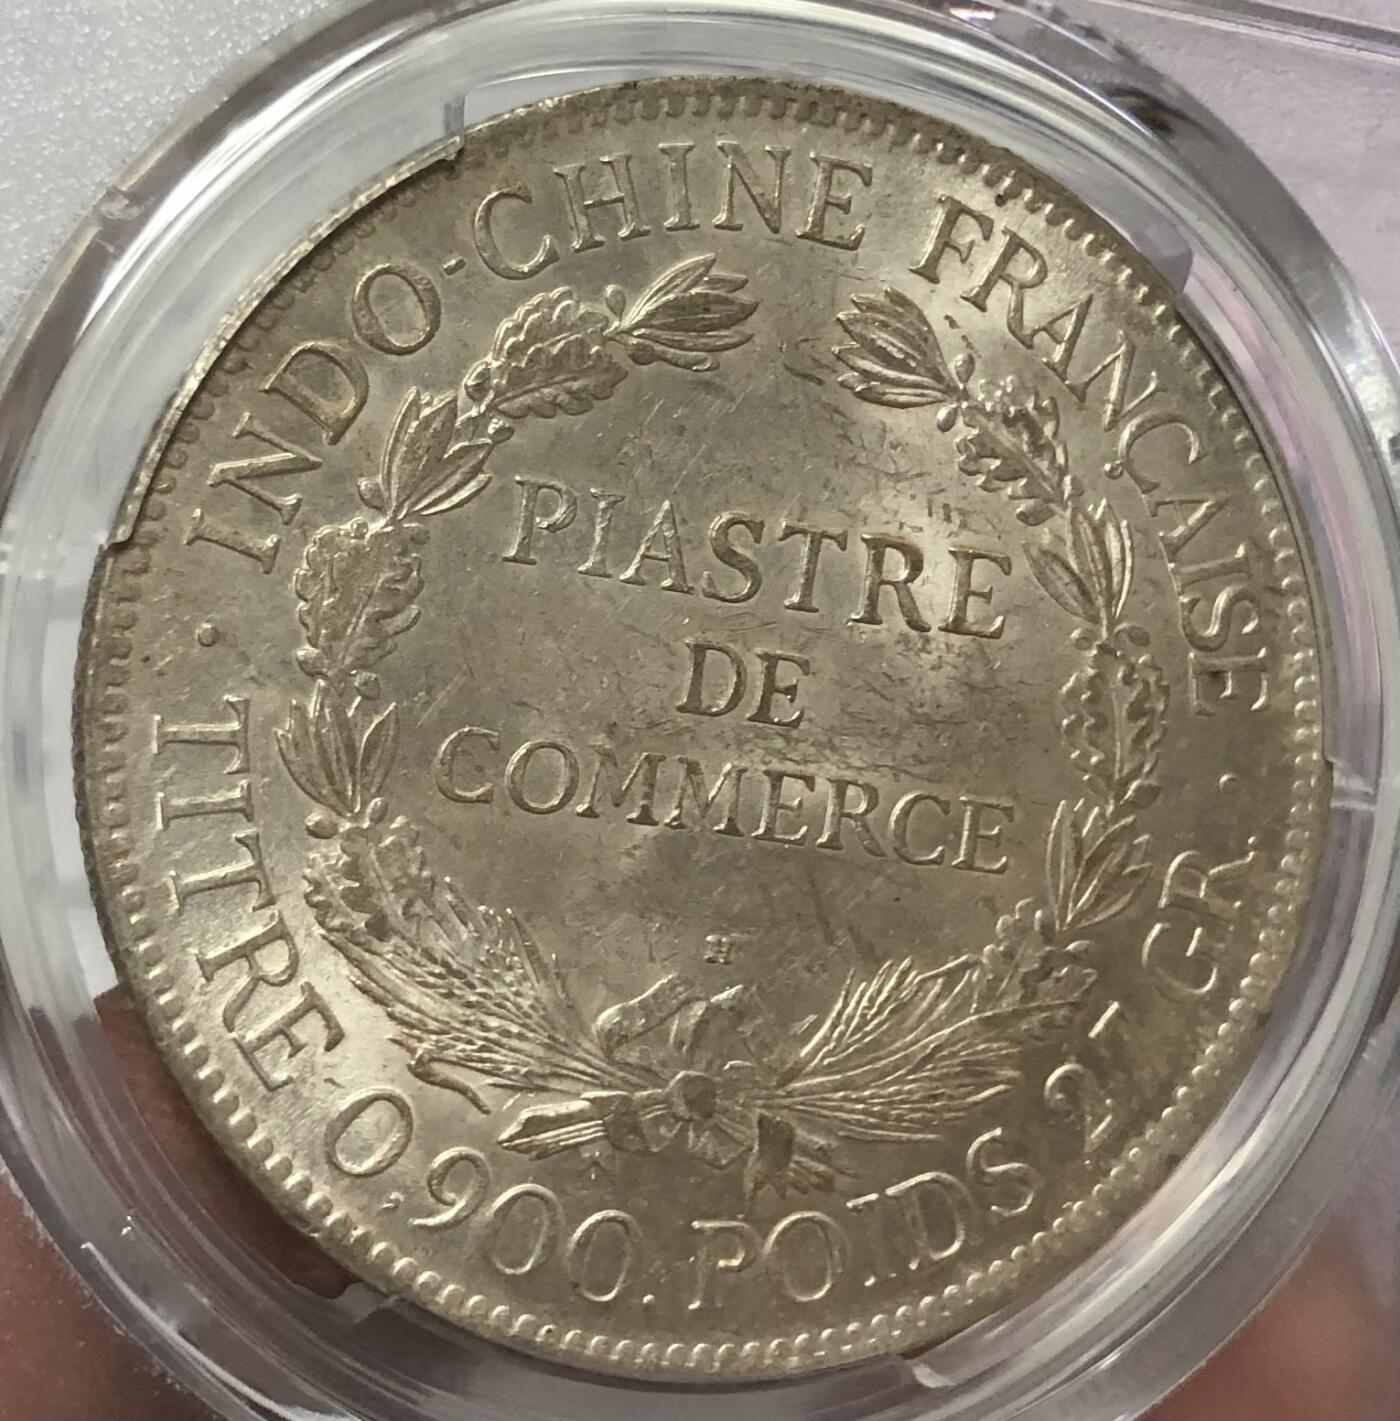 INDO-CHINE FRANÇAISE
PIASTRE
DE
COMMERCE
H
TITRE 0,900. POIDS 27 GR.